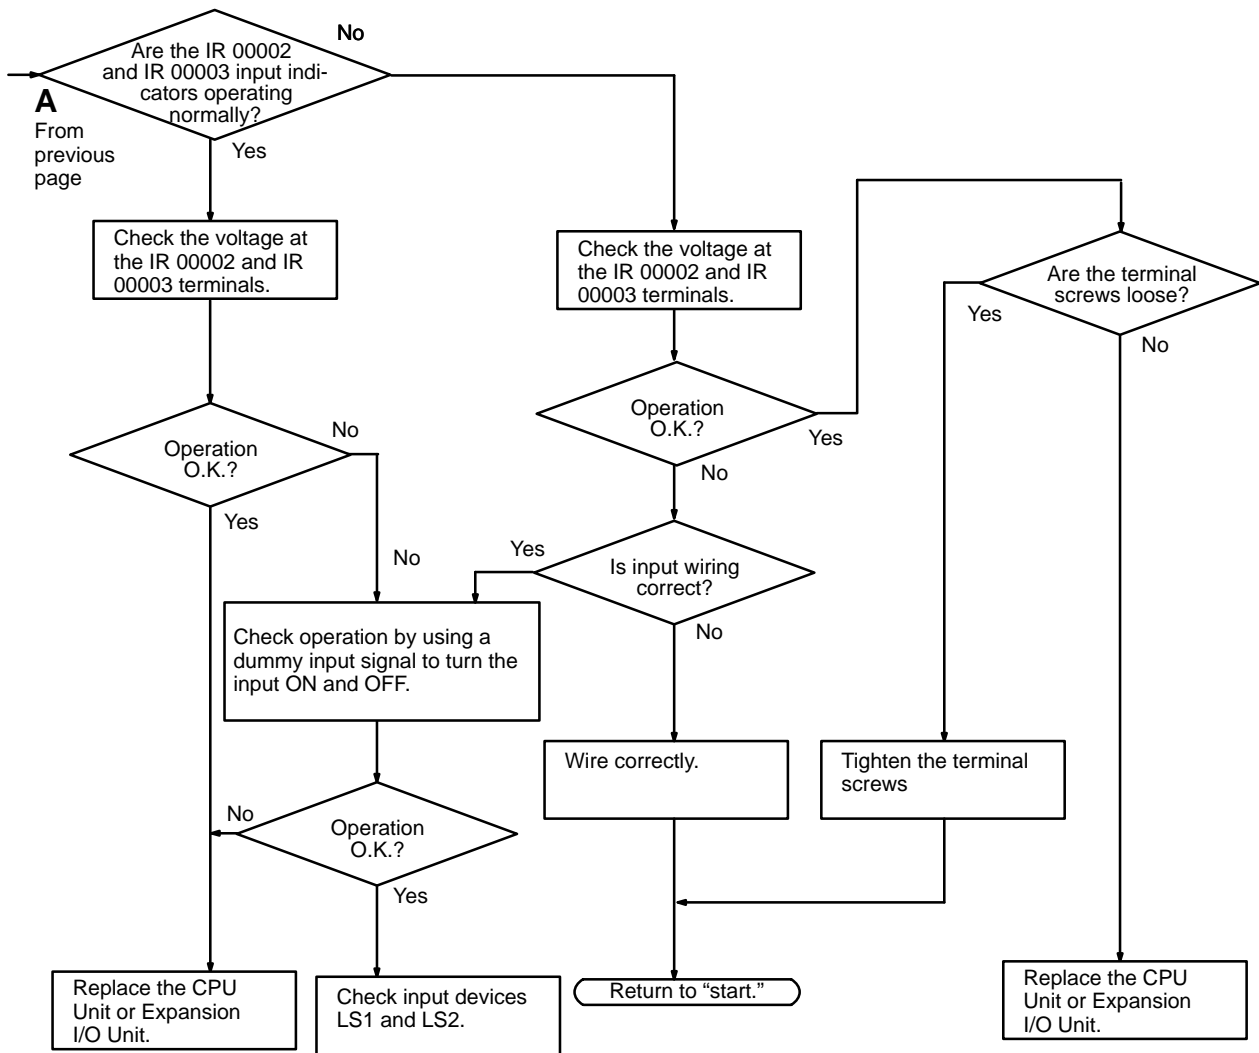 No
Are the IR 00002
and IR 00003 input indi-
cators operating
normally?
A
From
previous
page
Yes
Check the voltage at
the IR 00002 and IR
00003 terminals.
Check the voltage at
the IR 00002 and IR
00003 terminals.
Are the terminal
screws loose?
Yes
No
Operation
O.K.?
No
Yes
Operation
O.K.?
Yes
No
No
Yes
Is input wiring
correct?
No
Check operation by using a
dummy input signal to turn the
input ON and OFF.
Wire correctly.
Tighten the terminal
screws
No
Operation
O.K.?
Yes
Replace the CPU
Unit or Expansion
I/O Unit.
Check input devices
LS1 and LS2.
Return to “start.”
Replace the CPU
Unit or Expansion
I/O Unit.